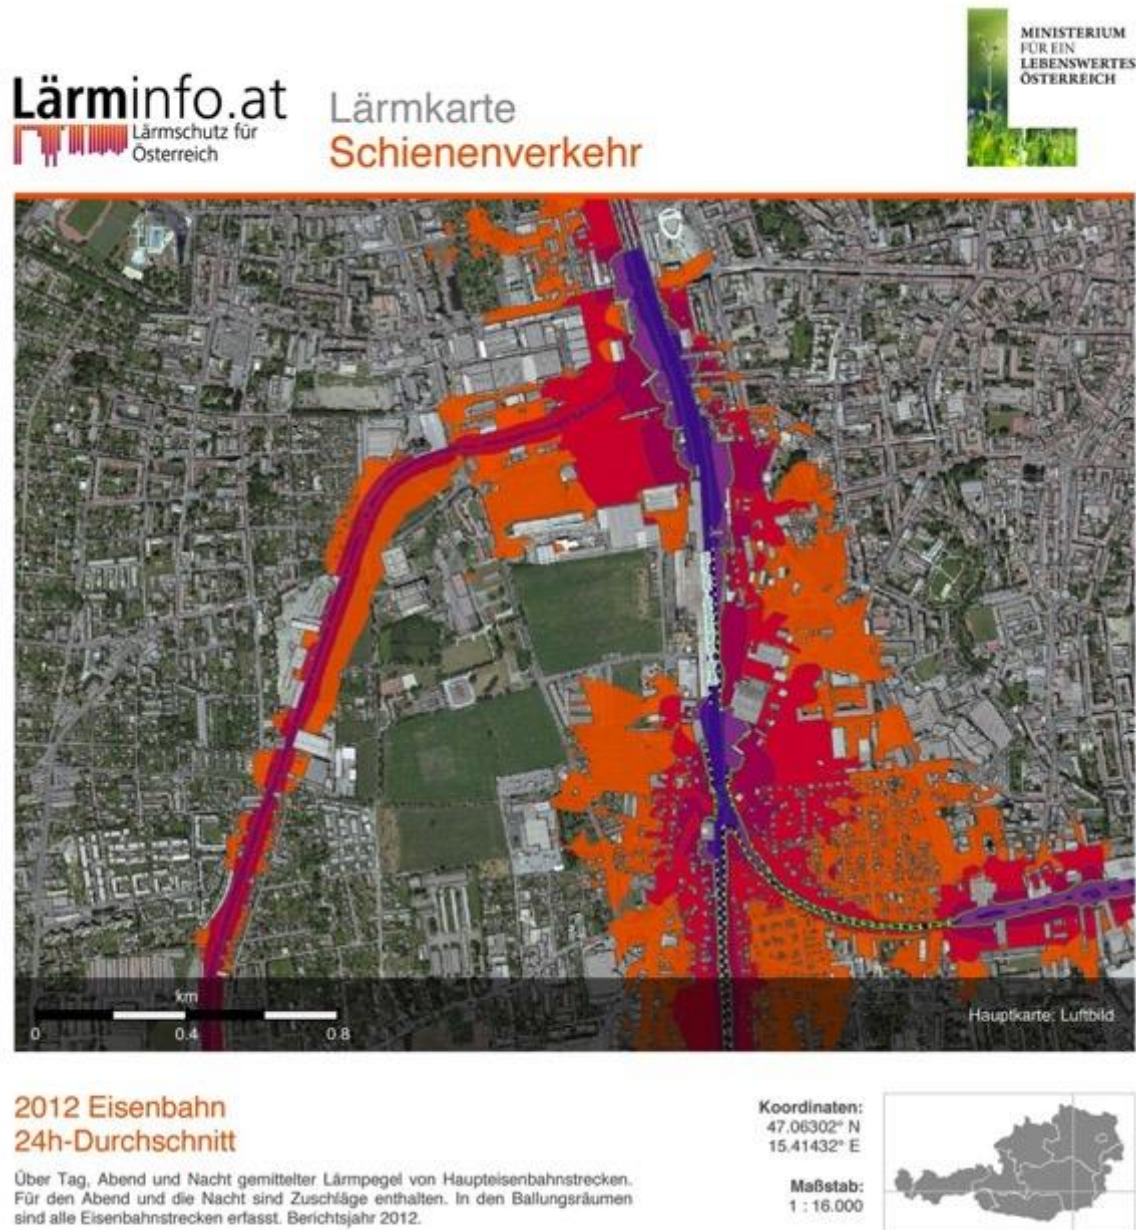 MINISTERIUM
FÜR EIN
LEBENSWERTES
ÖSTERREICH
Lärminfo.at
Lärmschutz für
Österreich
Lärmkarte
Schienenverkehr
km
0 0.4 0.8
Hauptkarte: Luftbild
2012 Eisenbahn
24h-Durchschnitt
Über Tag, Abend und Nacht gemittelter Lärmpegel von Haupteisenbahnstrecken.
Für den Abend und die Nacht sind Zuschläge enthalten. In den Ballungsräumen
sind alle Eisenbahnstrecken erfasst. Berichtsjahr 2012.
Koordinaten:
47.06302° N
15.41432° E
Maßstab:
1 : 16.000